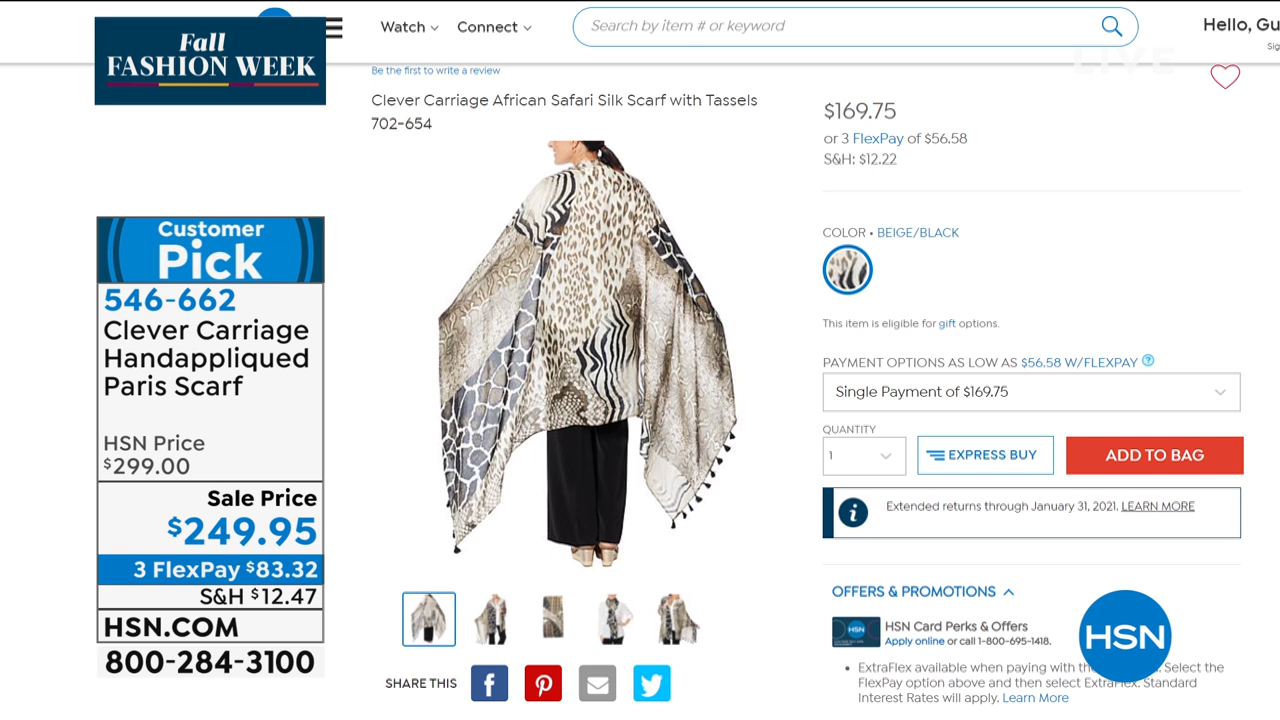 Fall
FASHION WEEK
Watch
Connect
Search by item # or keyword
Hello, Gu
Sig
LIVE
Be the first to write a review
Clever Carriage African Safari Silk Scarf with Tassels
702-654
$169.75
or 3 FlexPay of $56.58
S&H: $12.22
COLOR • BEIGE/BLACK
This item is eligible for gift options.
PAYMENT OPTIONS AS LOW AS $56.58 W/FLEXPAY ?
Single Payment of $169.75
QUANTITY
1
EXPRESS BUY
ADD TO BAG
i
Extended returns through January 31, 2021. LEARN MORE
OFFERS & PROMOTIONS
HSN
HSN Card Perks & Offers
Apply online or call 1-800-695-1418.
• ExtraFlex available when paying with th Select the
FlexPay option above and then select ExtraFlex. Standard
Interest Rates will apply. Learn More
HSN
Customer
Pick
546-662
Clever Carriage
Handappliqued
Paris Scarf
HSN Price
$299.00
Sale Price
$249.95
3 FlexPay $83.32
S&H $12.47
HSN.COM
800-284-3100
SHARE THIS